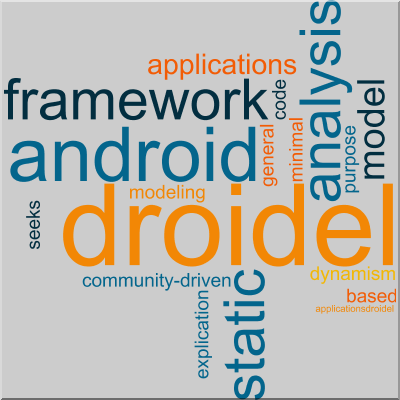 applications
framework
code
analysis
android
general
minimal
purpose
model
modeling
droidel
seeks
community-driven
dynamism
static
explication
based
applicationsdroidel